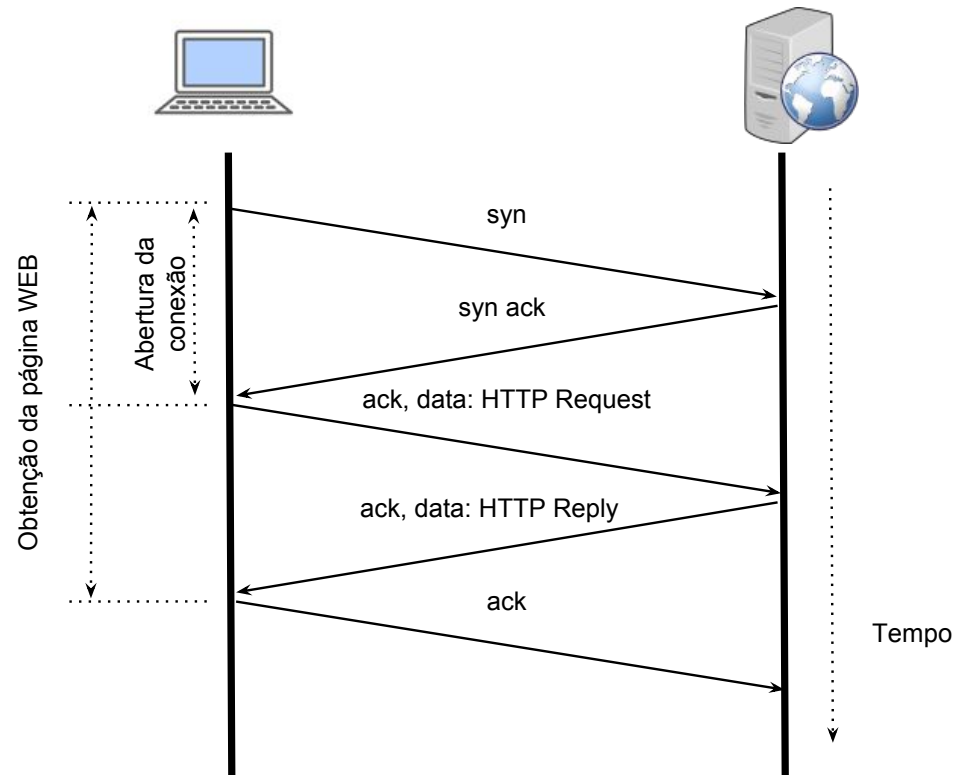 syn
Abertura da
conexão
Obtenção da página WEB
syn ack
ack, data: HTTP Request
ack, data: HTTP Reply
ack
Tempo